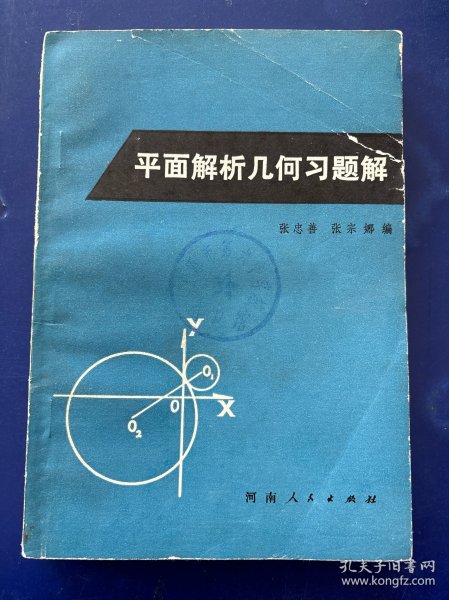 平面解析几何习题解
张忠善 张宗娜 编
Y
O₁
O X
O₂
河南人民出版社
孔夫子旧书网
www.kongfz.com